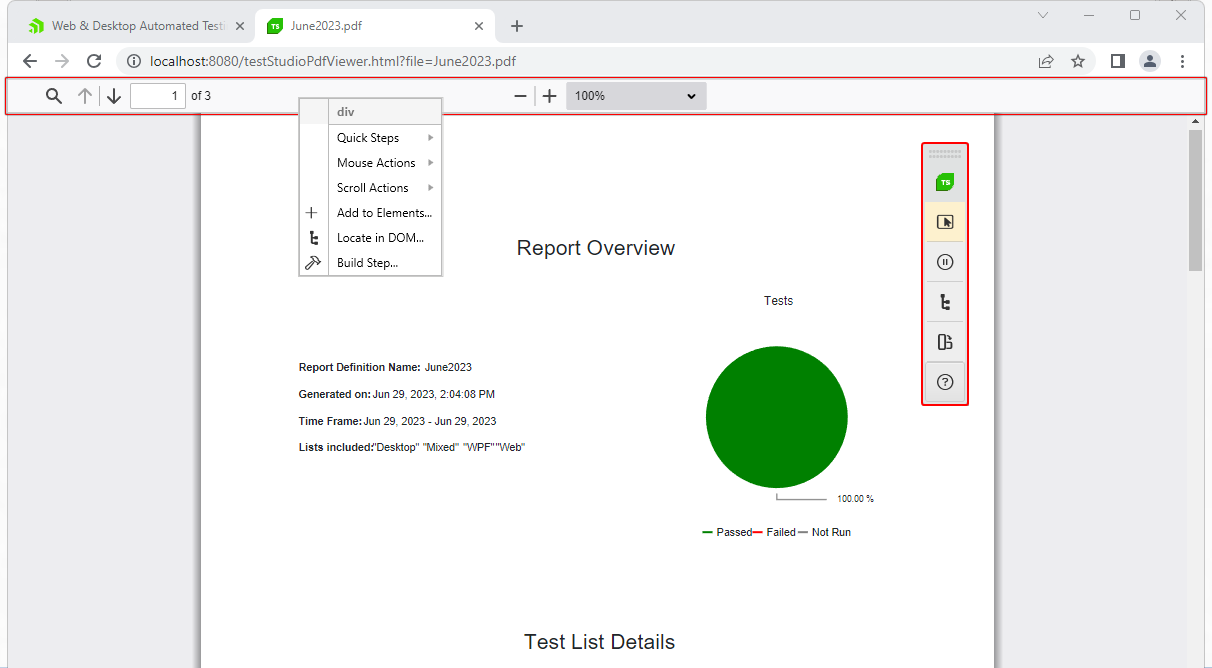 Web & Desktop Automated Testi
June2023.pdf
localhost:8080/testStudioPdfViewer.html?file=June2023.pdf
1 of 3
100%
div
Quick Steps
Mouse Actions
Scroll Actions
Add to Elements...
Locate in DOM...
Build Step...
TS
Report Overview
Tests
Report Definition Name: June2023
Generated on: Jun 29, 2023, 2:04:08 PM
Time Frame: Jun 29, 2023 - Jun 29, 2023
Lists included: "Desktop" "Mixed" "WPF" "Web"
100.00 %
Passed Failed Not Run
Test List Details